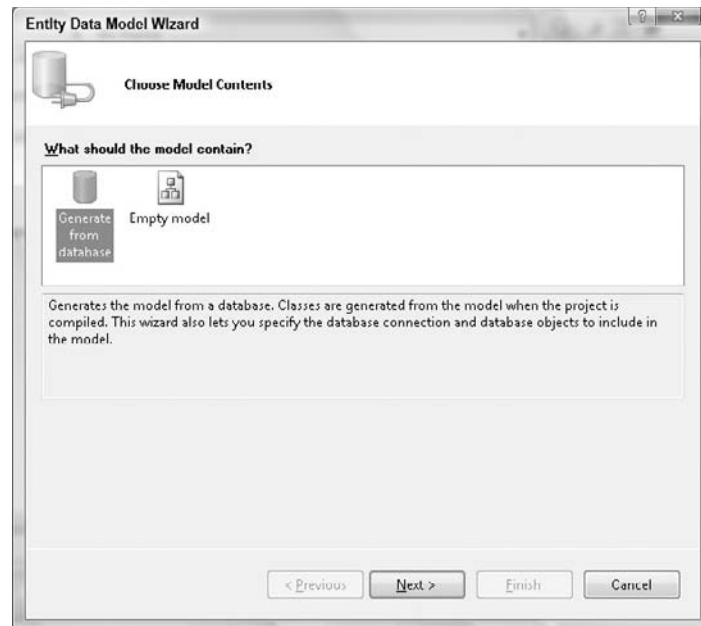 Entity Data Model Wizard
Choose Model Contents
What should the model contain?
Generate
from
database
Empty model
Generates the model from a database. Classes are generated from the model when the project is
compiled. This wizard also lets you specify the database connection and database objects to include in
the model.
< Previous
Next >
Finish
Cancel